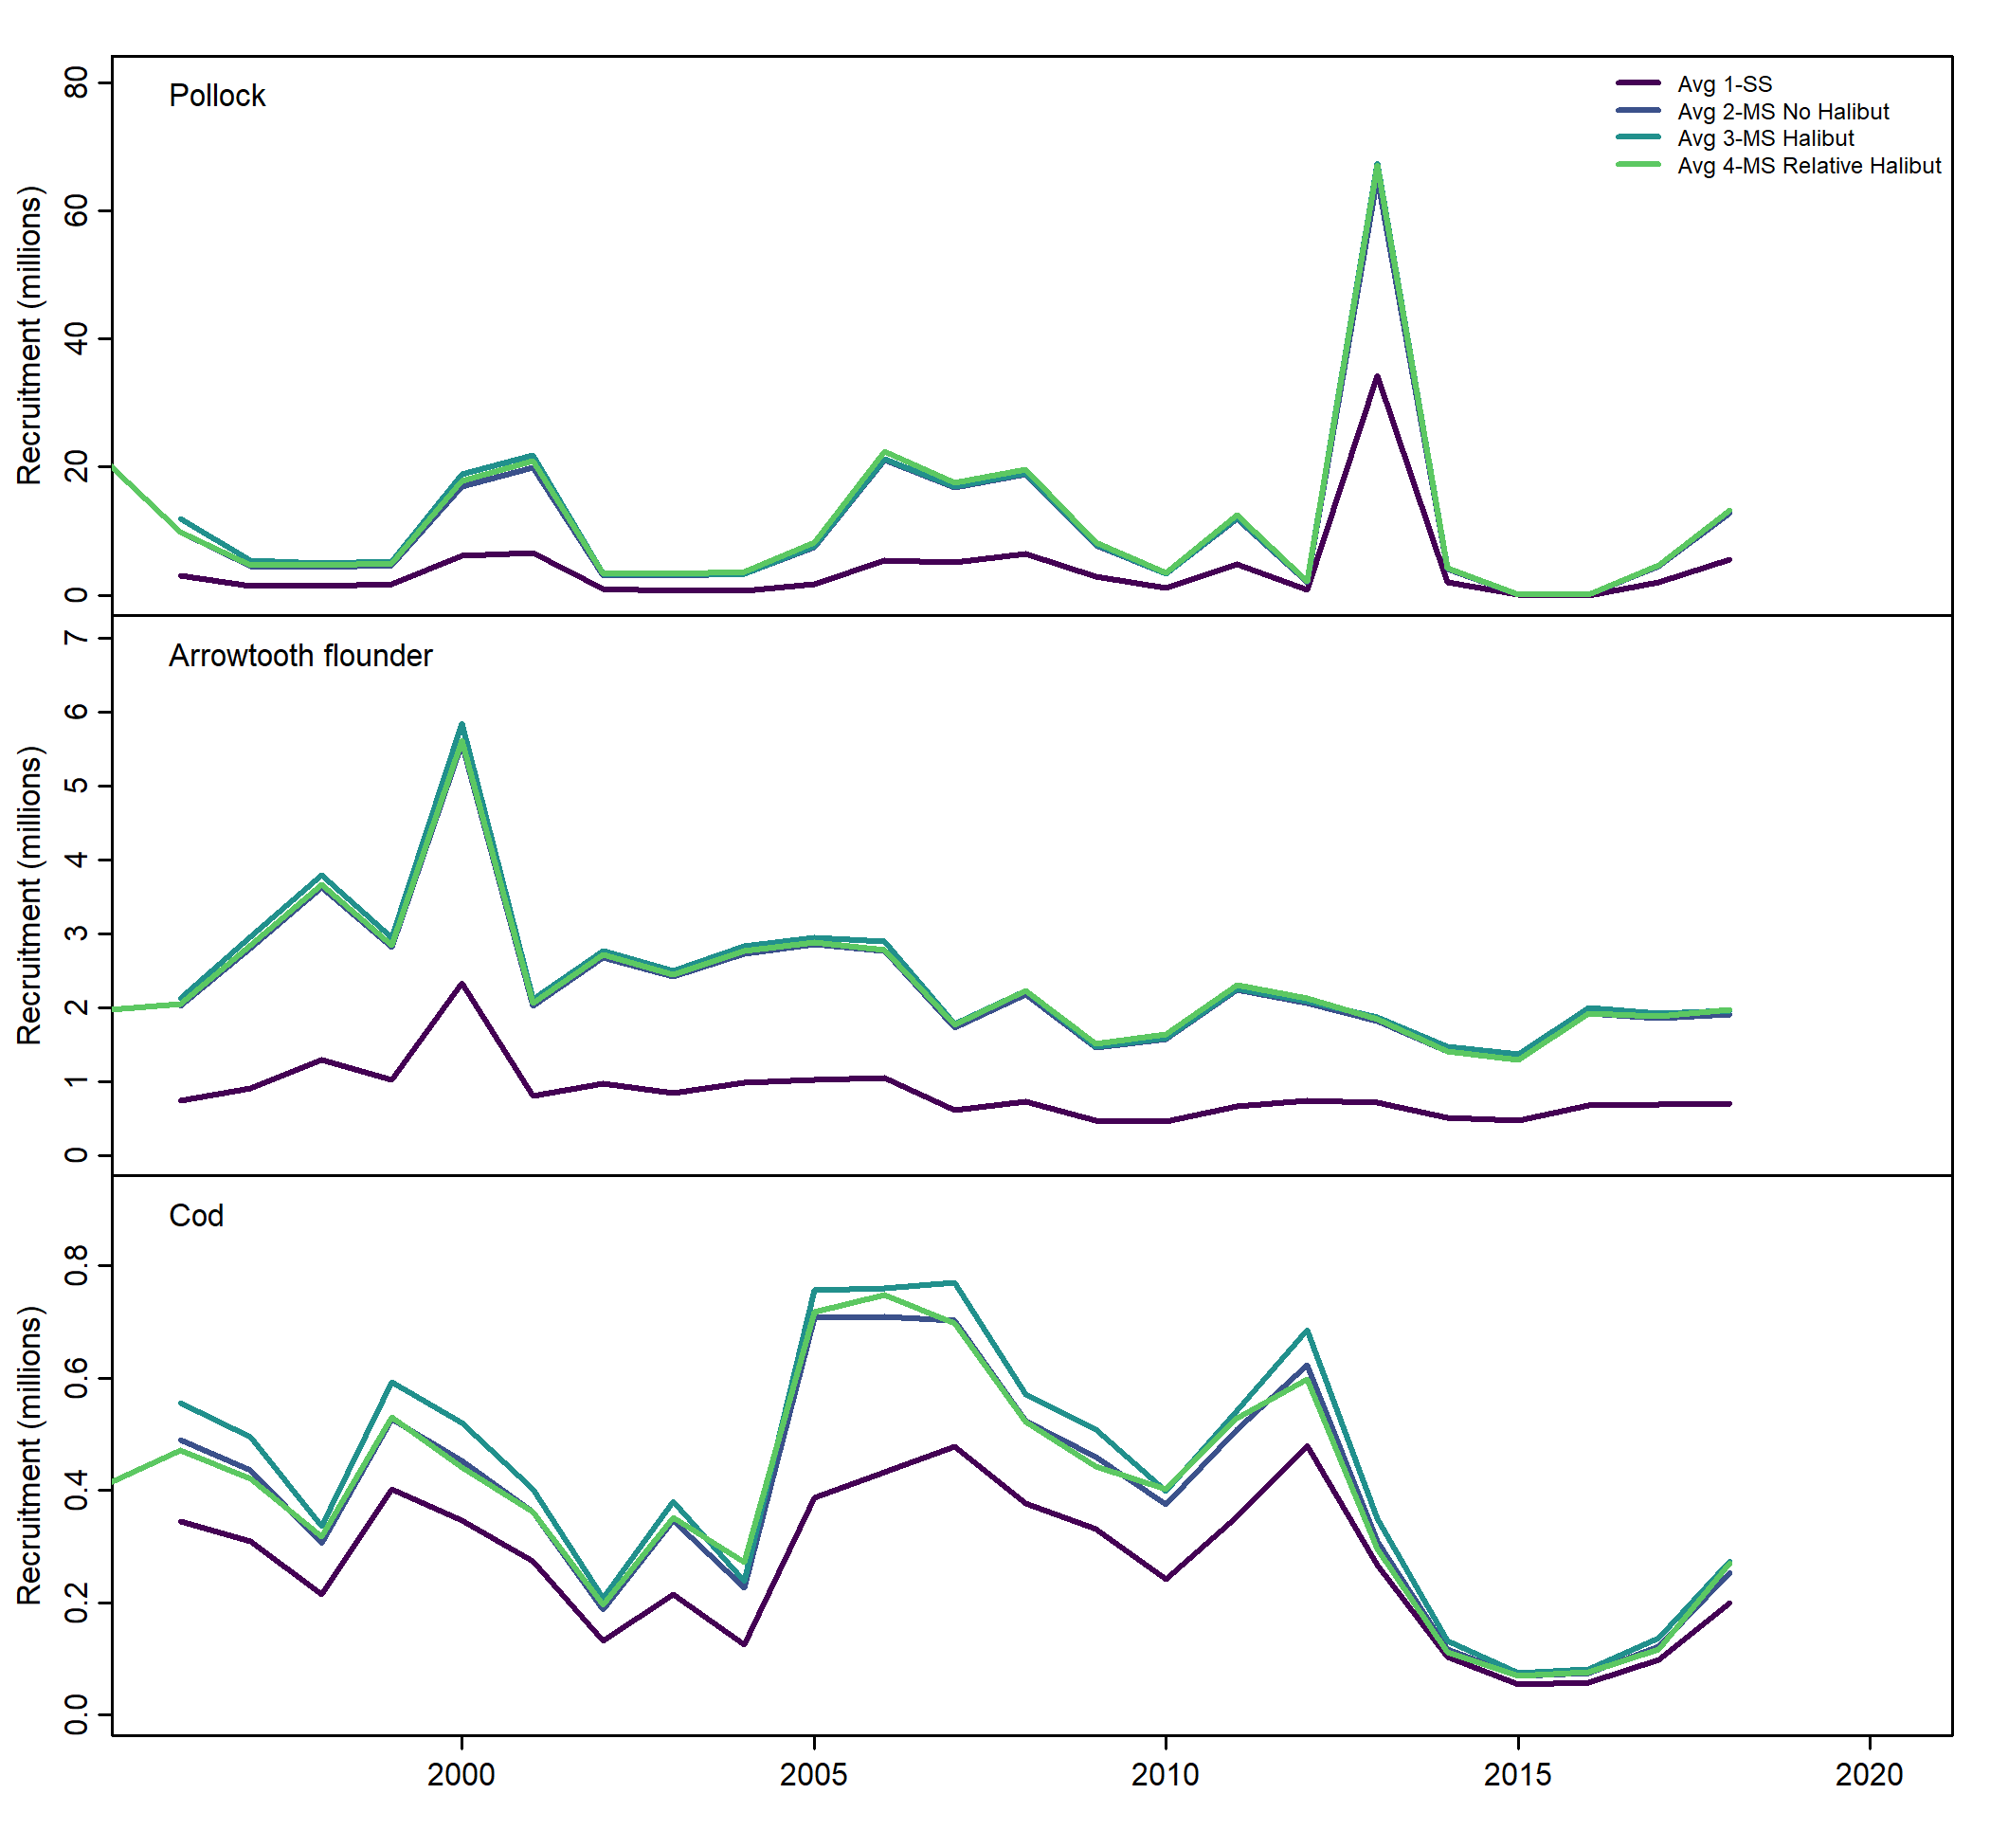 Pollock
Avg 1-SS
Avg 2-MS No Halibut
Avg 3-MS Halibut
Avg 4-MS Relative Halibut
Recruitment (millions)
80
60
40
20
0
Arrowtooth flounder
Recruitment (millions)
7
6
5
4
3
2
1
0
Cod
Recruitment (millions)
0.8
0.6
0.4
0.2
0.0
2000 2005 2010 2015 2020